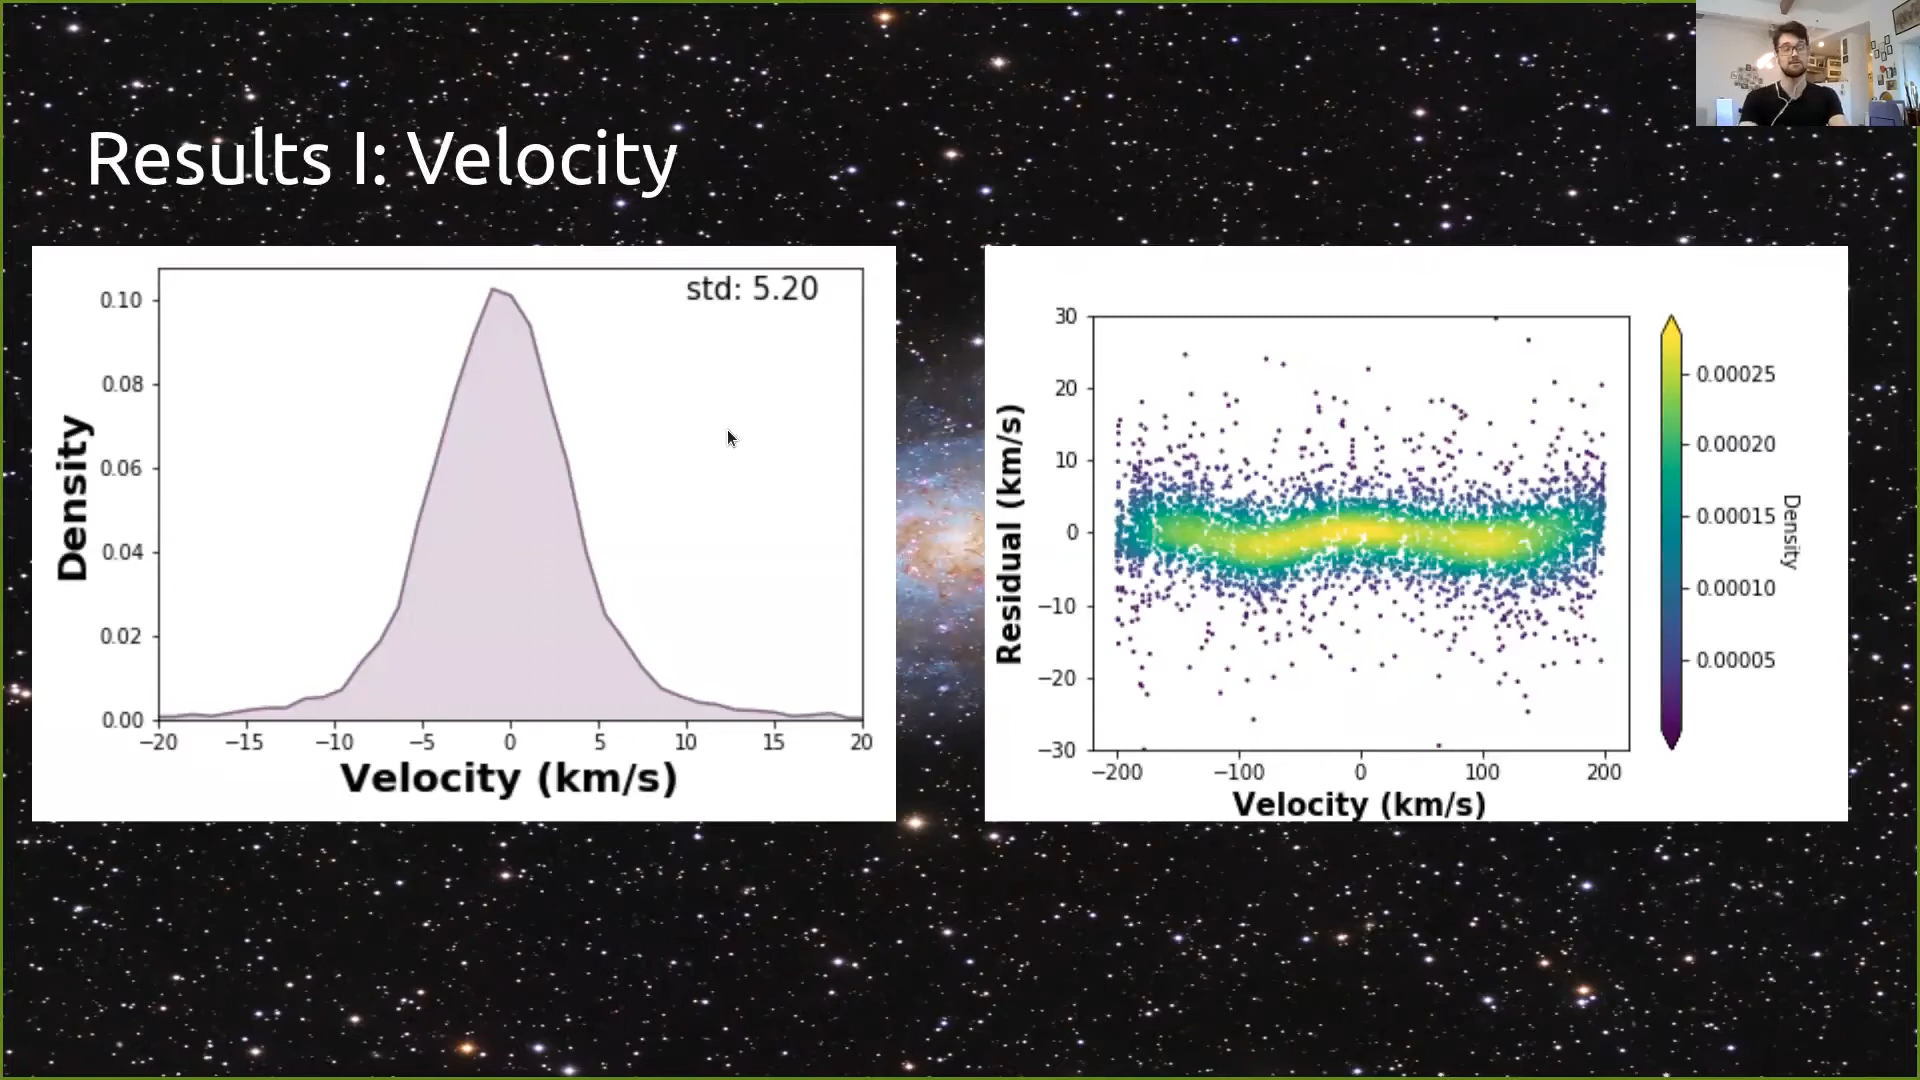 Results I: Velocity
std: 5.20
0.10
0.08
0.06
0.04
0.02
0.00
Density
−20 −15 −10 −5 0 5 10 15 20
Velocity (km/s)
30
20
10
0
−10
−20
−30
Residual (km/s)
−200 −100 0 100 200
Velocity (km/s)
0.00025
0.00020
0.00015
0.00010
0.00005
Density